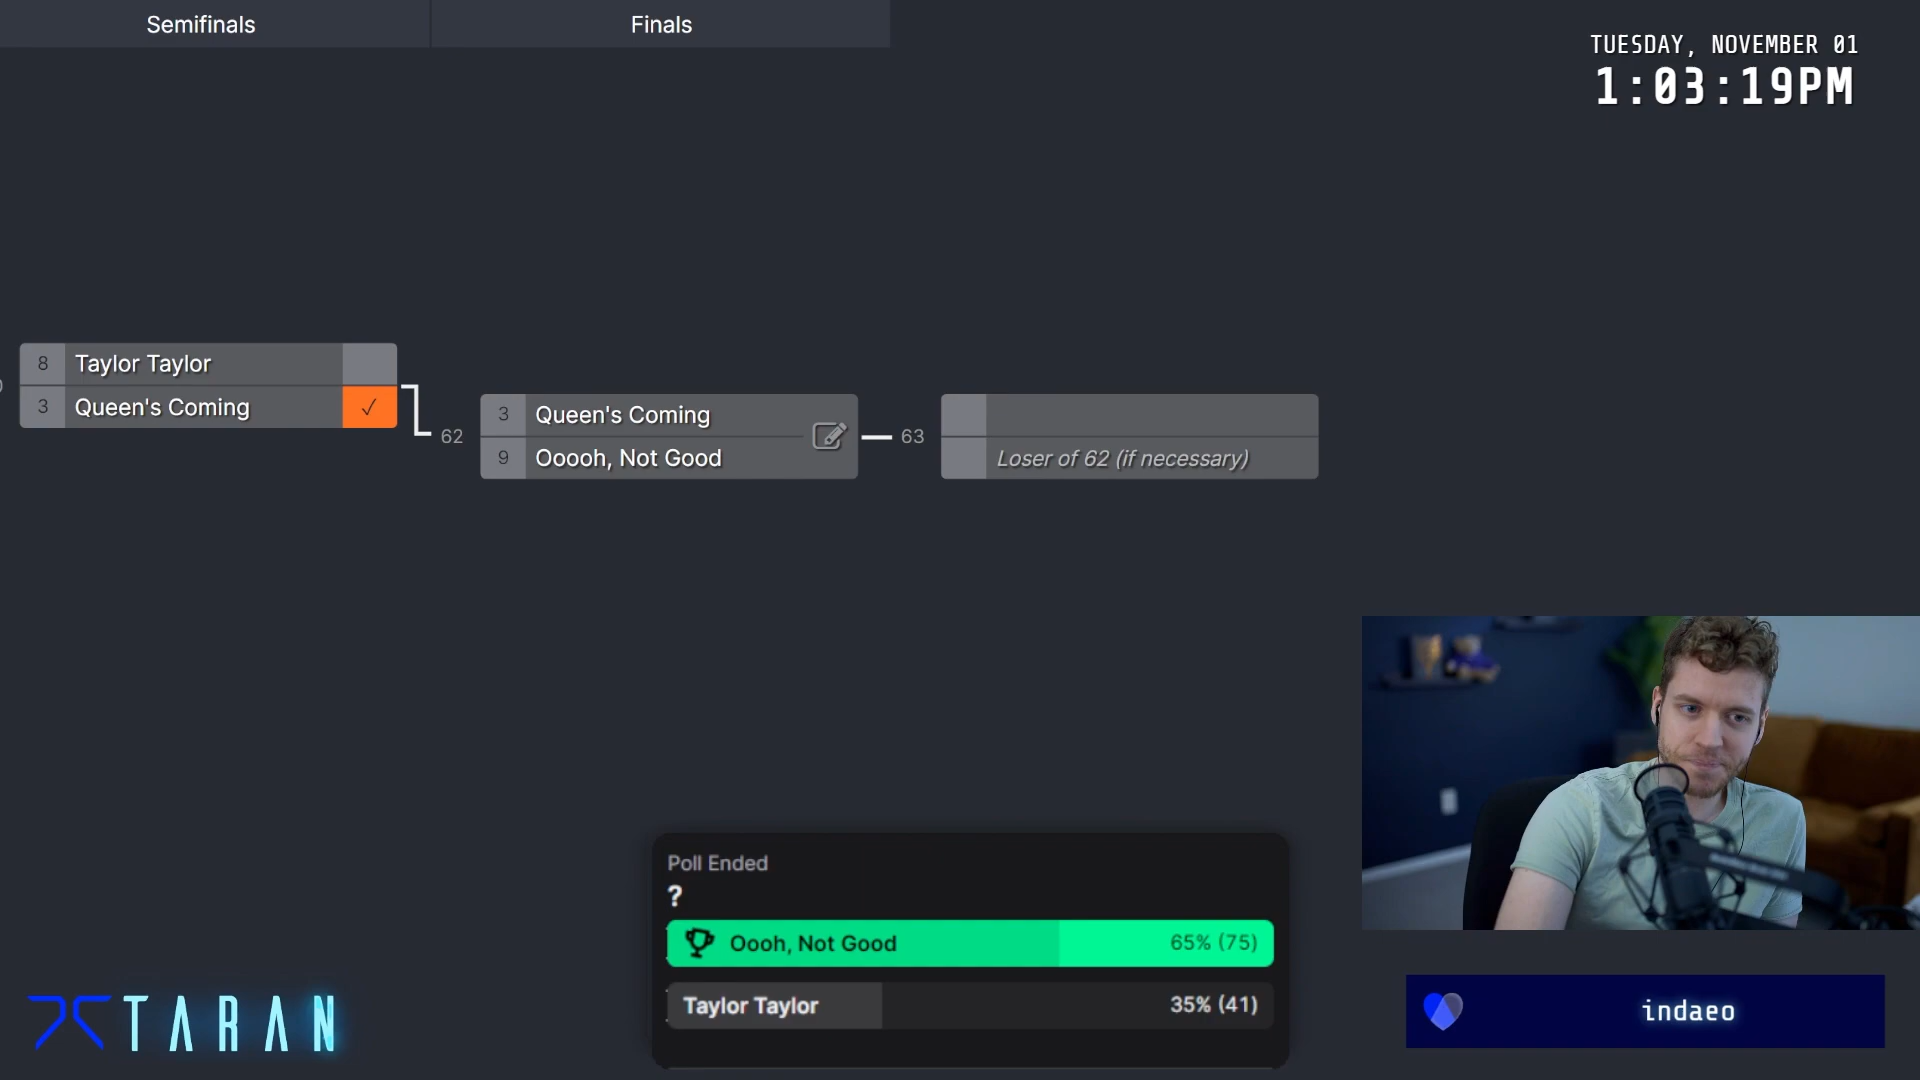 Semifinals
Finals
TUESDAY, NOVEMBER 01
1:03:19PM
8 Taylor Taylor
3 Queen's Coming ✓
62
3 Queen's Coming
9 Ooooh, Not Good
63
Loser of 62 (if necessary)
Poll Ended
?
Oooh, Not Good 65% (75)
Taylor Taylor 35% (41)
TARAN
indaeo